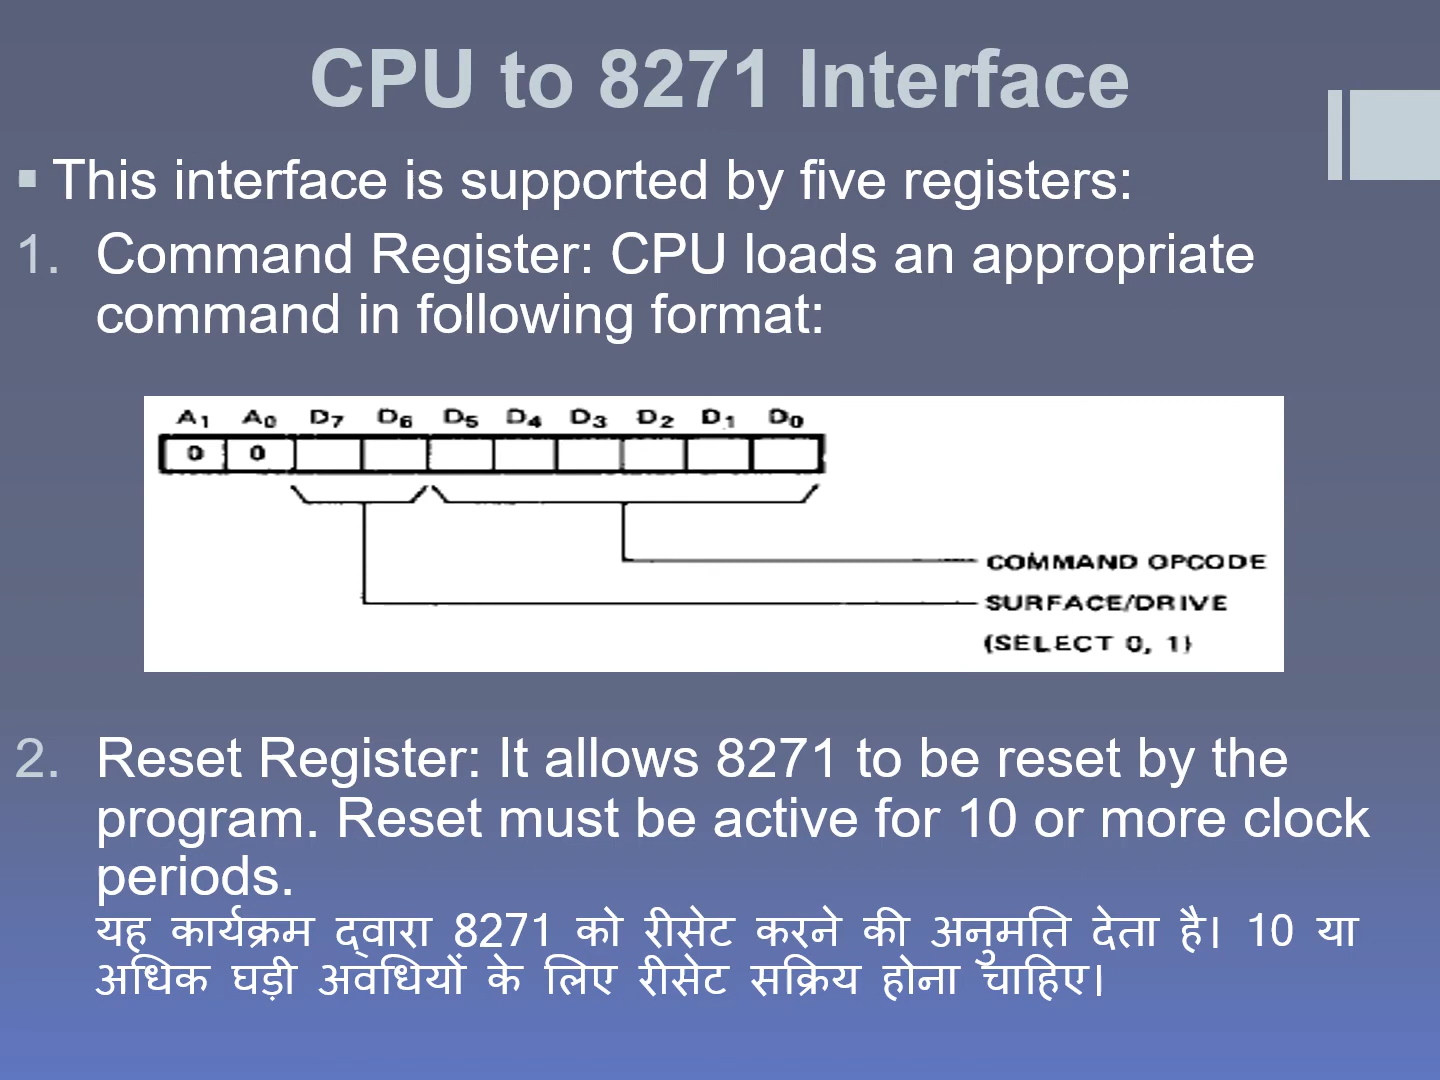 CPU to 8271 Interface
This interface is supported by five registers:
1. Command Register: CPU loads an appropriate
command in following format:
A1 A0 D7 D6 D5 D4 D3 D2 D1 D0
0 0
COMMAND OPCODE
SURFACE/DRIVE
(SELECT 0, 1)
2. Reset Register: It allows 8271 to be reset by the
program. Reset must be active for 10 or more clock
periods.
यह कार्यक्रम द्वारा 8271 को रीसेट करने की अनुमति देता है। 10 या
अधिक घड़ी अवधियों के लिए रीसेट सक्रिय होना चाहिए।